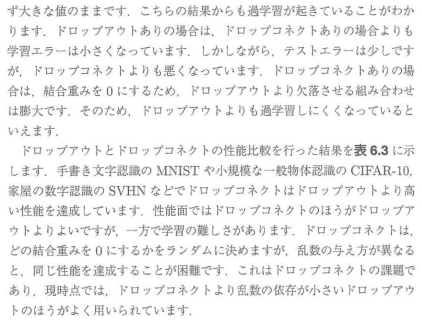 ず大きな値のままです．こちらの結果からも過学習が起きていることがわか
ります．ドロップアウトありの場合は，ドロップコネクトありの場合よりも
学習エラーは小さくなっています．しかしながら，テストエラーは少しです
が，ドロップコネクトよりも悪くなっています．ドロップコネクトありの場
合は，結合重みを0にするため，ドロップアウトより欠落させる組み合わせ
は膨大です．そのため，ドロップアウトよりも過学習しにくくなっていると
いえます．
ドロップアウトとドロップコネクトの性能比較を行った結果を表6.3に示
します．手書き文字認識のMNISTや小規模な一般物体認識のCIFAR-10,
家屋の数字認識のSVHNなどでドロップコネクトはドロップアウトより高
い性能を達成しています．性能面ではドロップコネクトのほうがドロップア
ウトよりよいですが，一方で学習の難しさがあります．ドロップコネクトは，
どの結合重みを0にするかをランダムに決めますが，乱数の与え方が異なる
と，同じ性能を達成することが困難です．これはドロップコネクトの課題で
あり，現時点では，ドロップコネクトより乱数の依存が小さいドロップアウ
トのほうがよく用いられています．